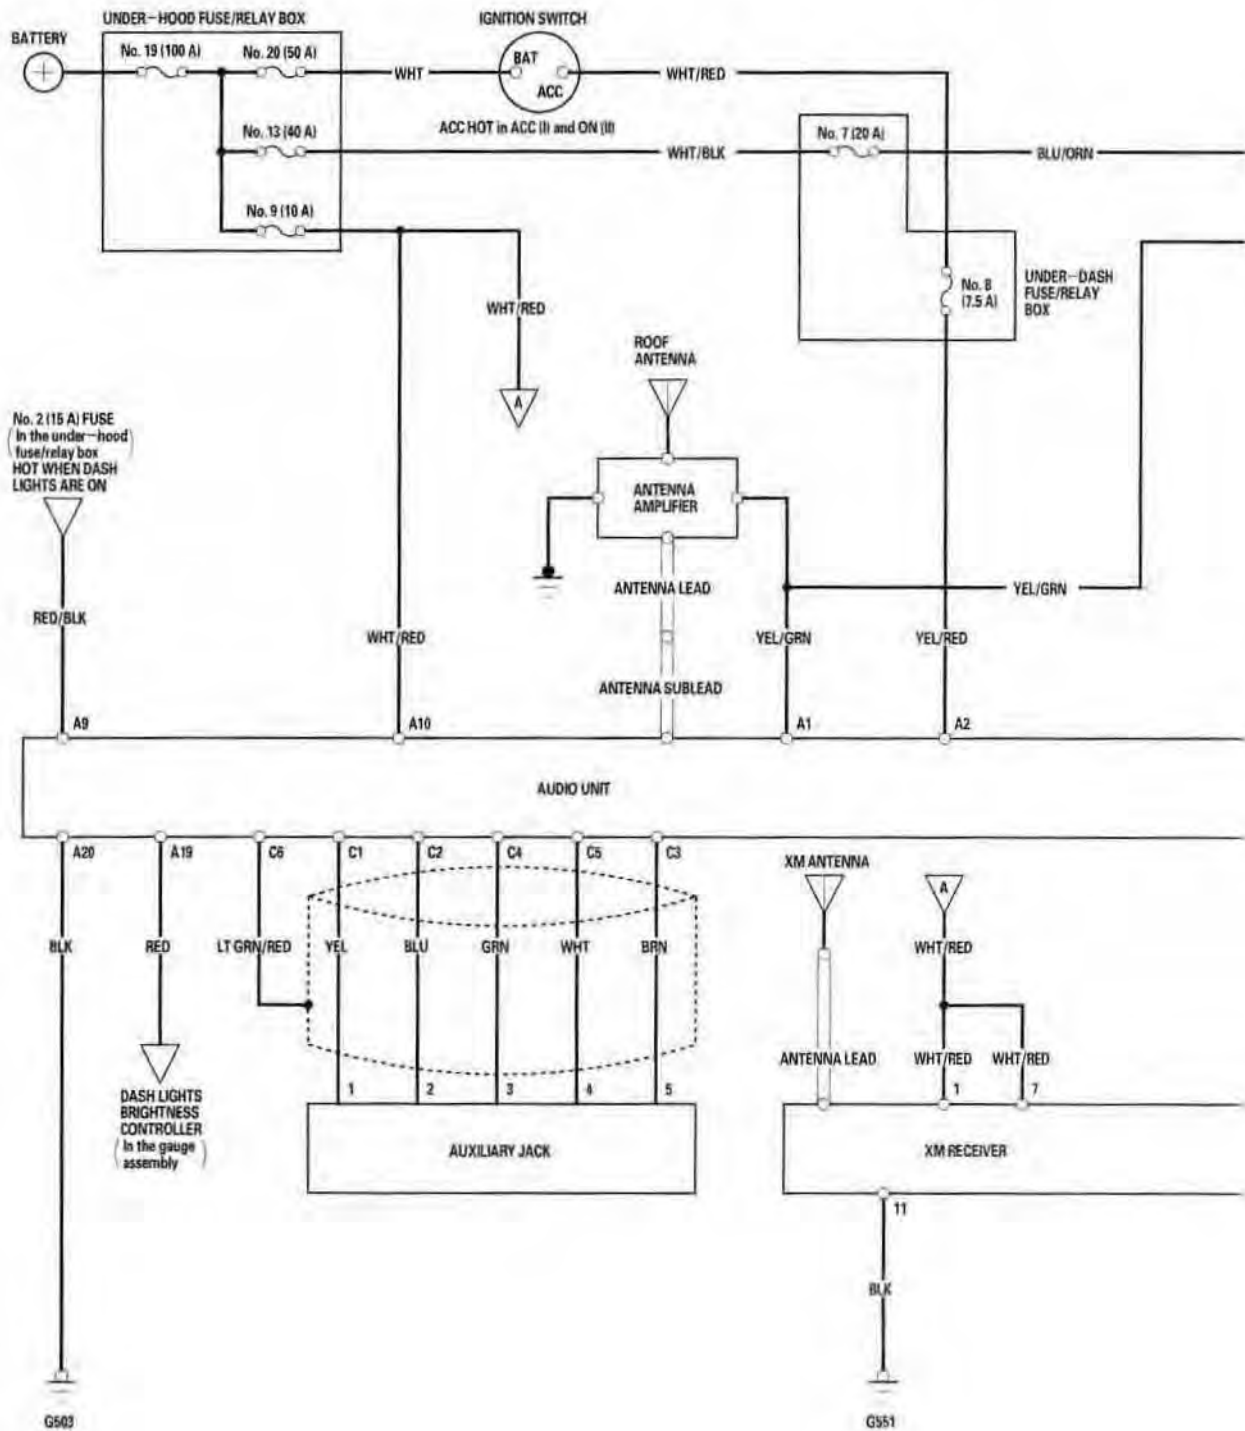 UNDER-HOOD FUSE/RELAY BOX
IGNITION SWITCH
BATTERY
No. 19 (100 A)
No. 20 (50 A)
BAT
WHT
WHT/RED
ACC
No. 13 (40 A)
ACC HOT in ACC (I) and ON (II)
No. 7 (20 A)
WHT/BLK
BLU/ORN
No. 9 (10 A)
No. 8
(7.5 A)
UNDER-DASH
FUSE/RELAY
BOX
WHT/RED
ROOF
ANTENNA
A
No. 2 (15 A) FUSE
(In the under-hood
fuse/relay box)
HOT WHEN DASH
LIGHTS ARE ON
ANTENNA
AMPLIFIER
ANTENNA LEAD
YEL/GRN
RED/BLK
WHT/RED
YEL/GRN
YEL/RED
ANTENNA SUBLEAD
A9
A10
A1
A2
AUDIO UNIT
A20
A19
C6
C1
C2
C4
C5
C3
XM ANTENNA
A
BLK
RED
LT GRN/RED
YEL
BLU
GRN
WHT
BRN
WHT/RED
ANTENNA LEAD
WHT/RED
WHT/RED
1
2
3
4
5
1
7
DASH LIGHTS
BRIGHTNESS
CONTROLLER
(In the gauge
assembly)
AUXILIARY JACK
XM RECEIVER
11
BLK
G503
G551